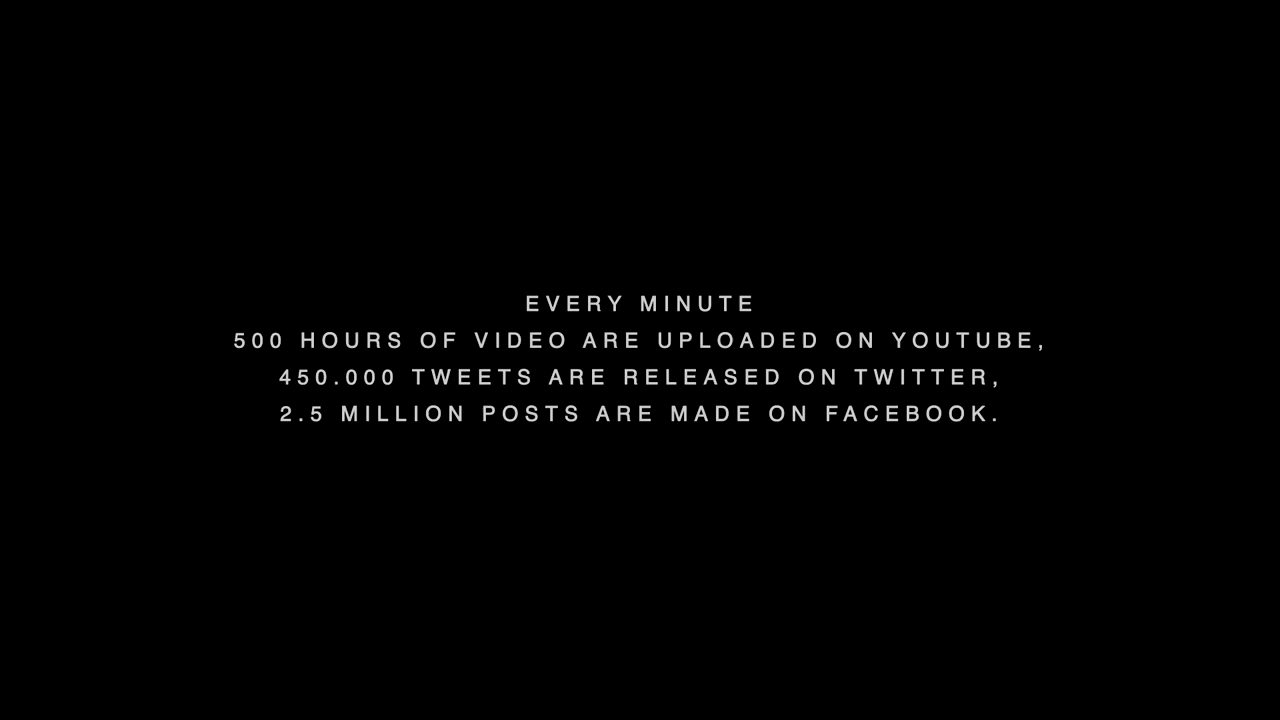 EVERY MINUTE
500 HOURS OF VIDEO ARE UPLOADED ON YOUTUBE,
450.000 TWEETS ARE RELEASED ON TWITTER,
2.5 MILLION POSTS ARE MADE ON FACEBOOK.